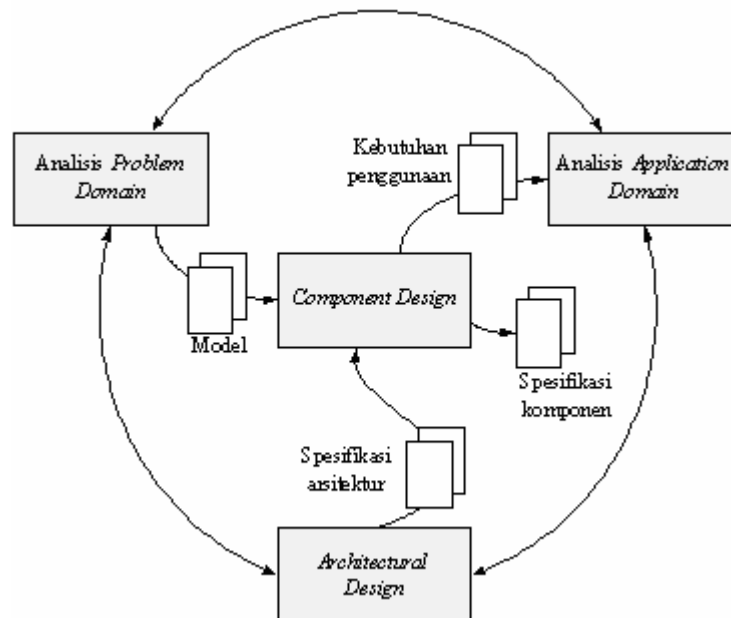 Analisis Problem
Domain
Kebutuhan
penggunaan
Analisis Application
Domain
Component Design
Model
Spesifikasi
komponen
Spesifikasi
arsitektur
Architectural
Design